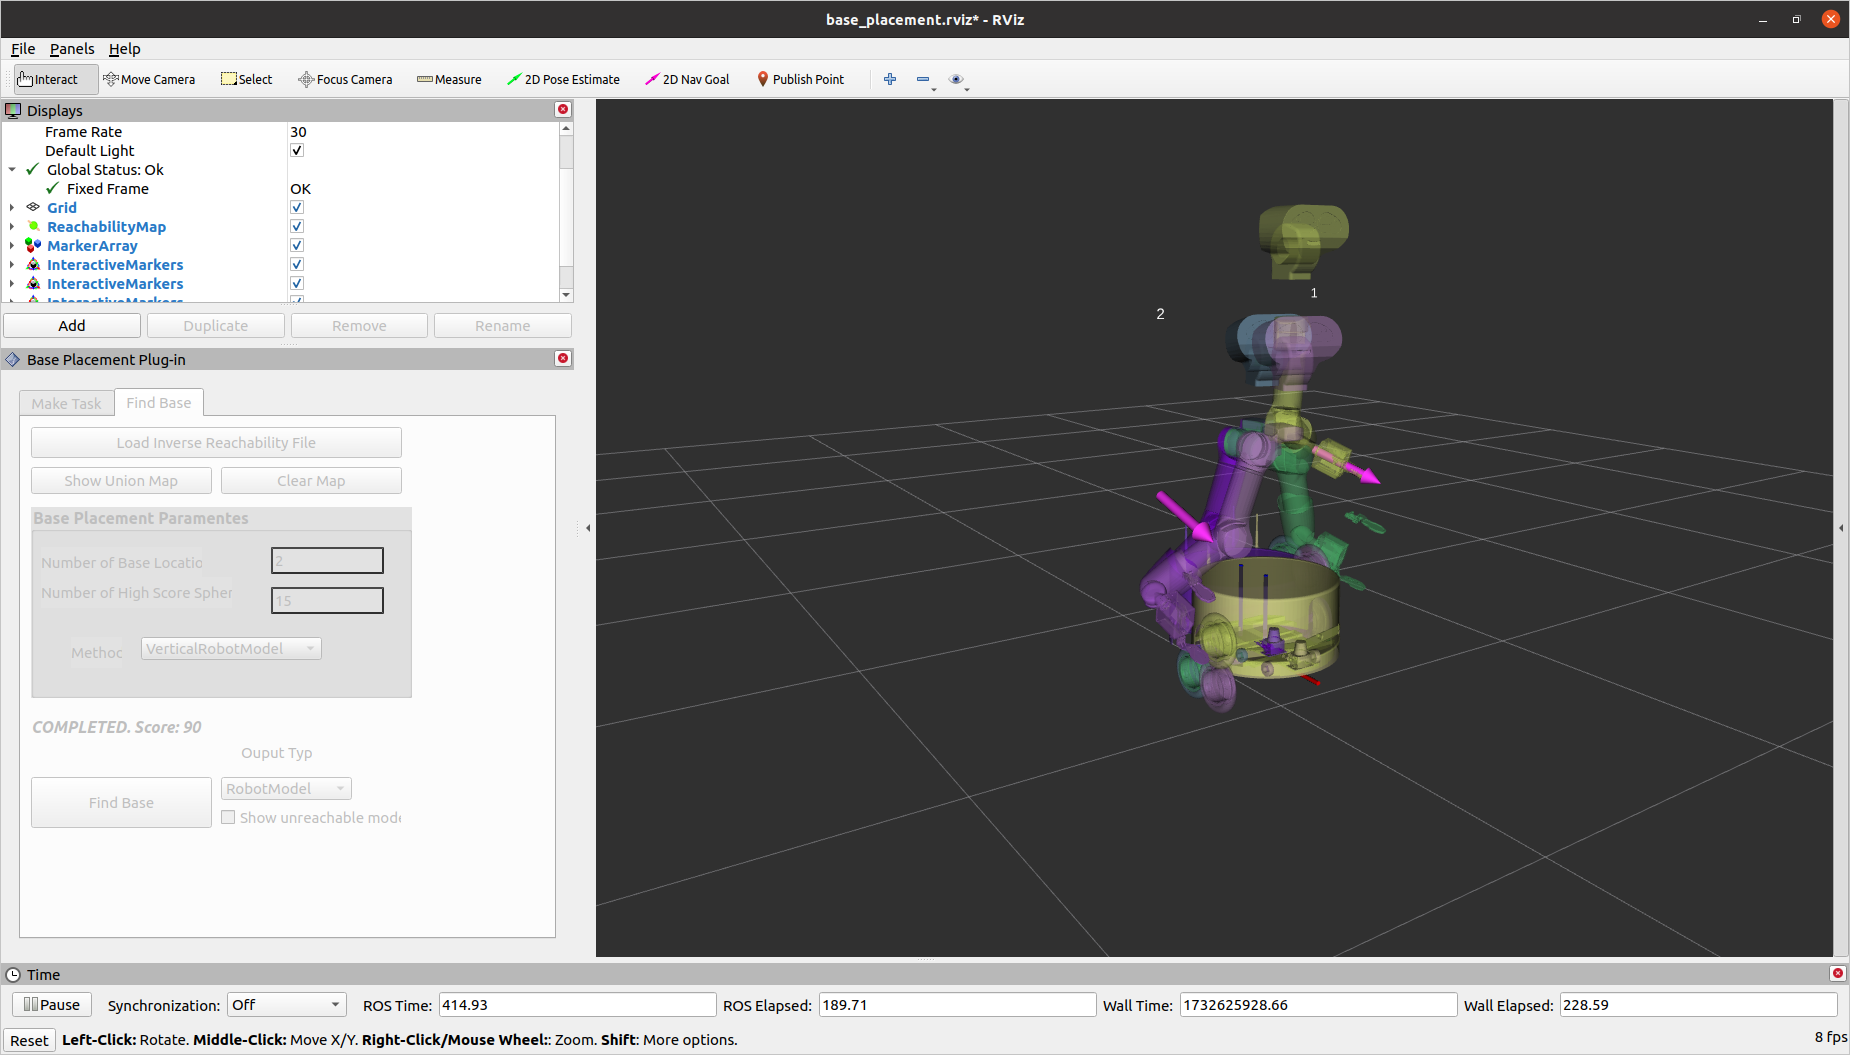 base_placement.rviz* - RViz
File Panels Help
Interact Move Camera Select Focus Camera Measure 2D Pose Estimate 2D Nav Goal Publish Point
Displays
Frame Rate 30
Default Light
Global Status: Ok
Fixed Frame OK
Grid
ReachabilityMap
MarkerArray
InteractiveMarkers
InteractiveMarkers
InteractiveMarkers
Add Duplicate Remove Rename
Base Placement Plug-in
Make Task Find Base
Load Inverse Reachability File
Show Union Map Clear Map
Base Placement Paramentes
Number of Base Locatio 2
Number of High Score Spher 15
Methoc VerticalRobotModel
COMPLETED. Score: 90
Ouput Typ
Find Base RobotModel
Show unreachable mode
1
2
Time
Pause Synchronization: Off ROS Time: 414.93 ROS Elapsed: 189.71 Wall Time: 1732625928.66 Wall Elapsed: 228.59
Reset Left-Click: Rotate. Middle-Click: Move X/Y. Right-Click/Mouse Wheel:: Zoom. Shift: More options. 8 fps